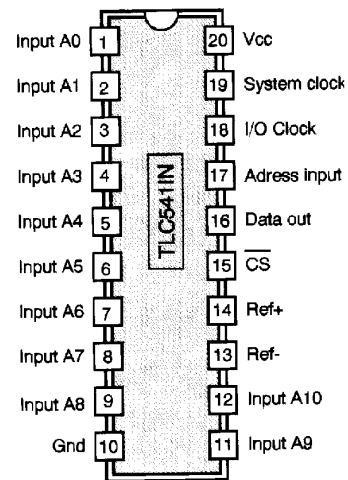 Input A0 1 20 Vcc
Input A1 2 19 System clock
Input A2 3 18 I/O Clock
Input A3 4 17 Adress input
Input A4 5 16 Data out
Input A5 6 15 CS
Input A6 7 14 Ref+
Input A7 8 13 Ref-
Input A8 9 12 Input A10
Gnd 10 11 Input A9
TLC541IN